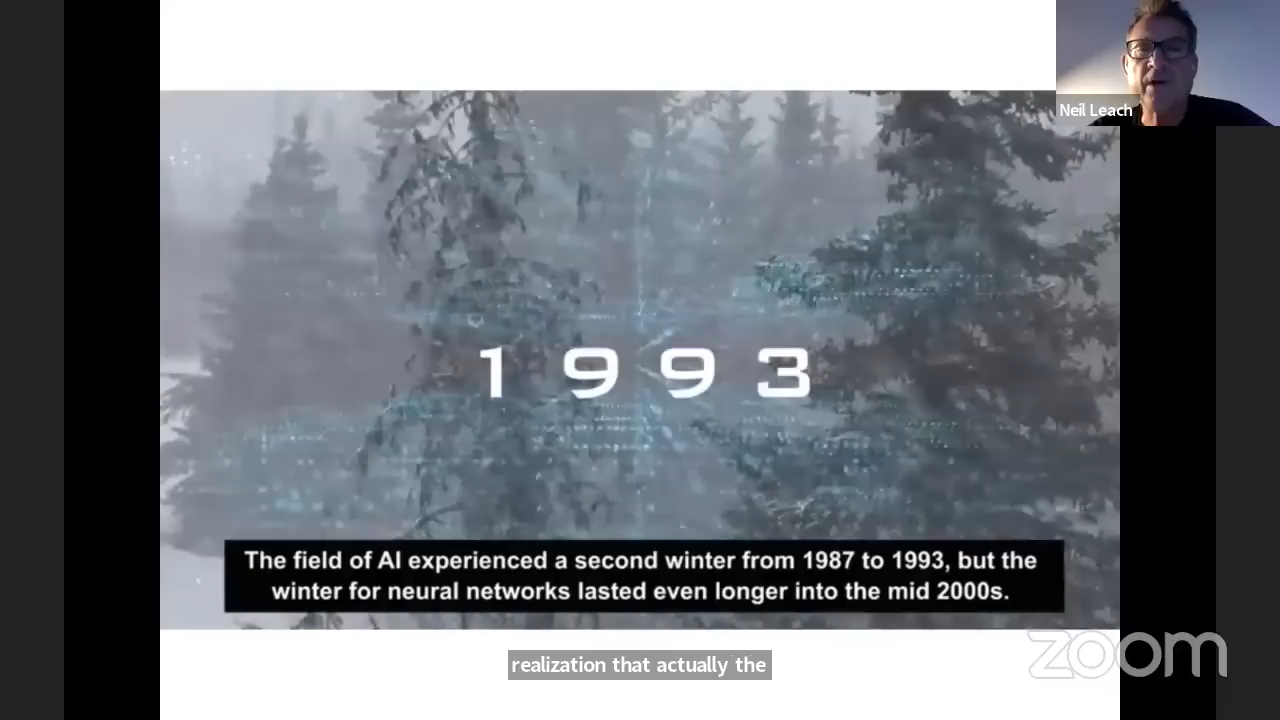 Neil Leach
1 9 9 3
The field of AI experienced a second winter from 1987 to 1993, but the
winter for neural networks lasted even longer into the mid 2000s.
zoom
realization that actually the